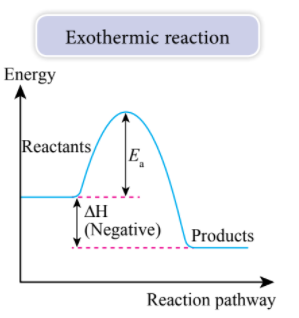 Exothermic reaction
Energy
Reactants
Eₐ
ΔH
(Negative)
Products
Reaction pathway